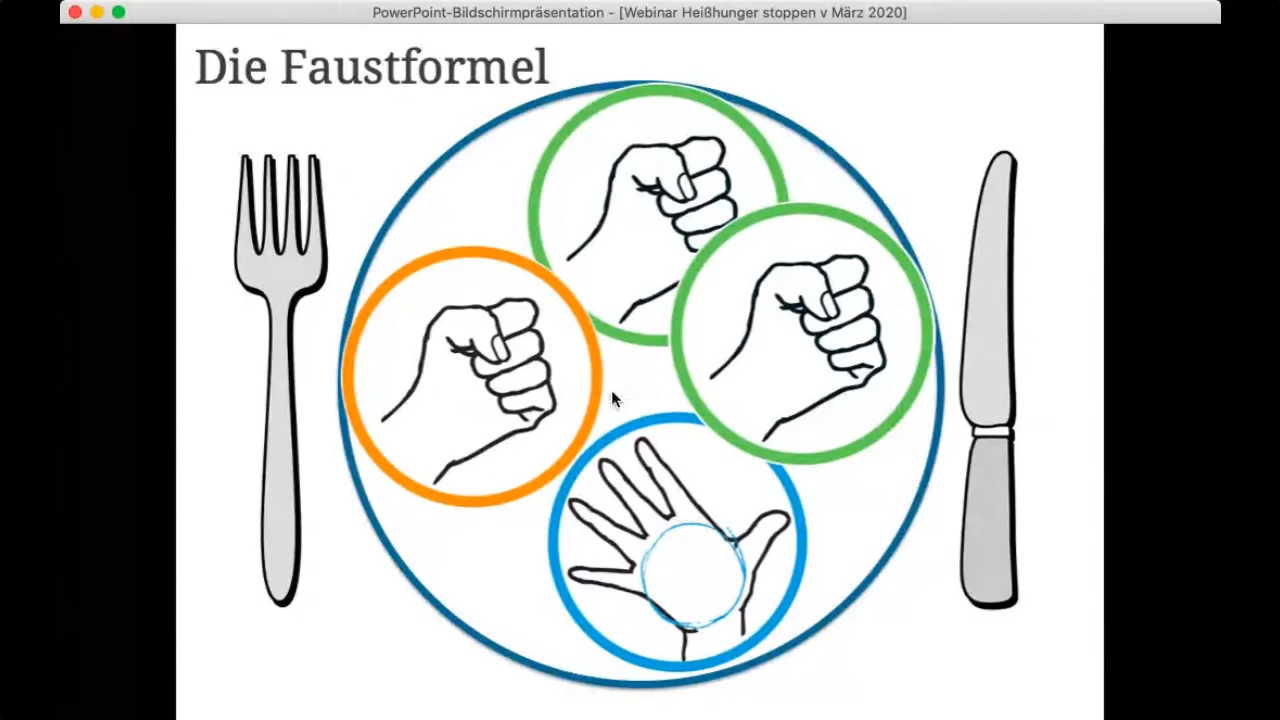 PowerPoint-Bildschirmpräsentation - [Webinar Heißhunger stoppen v März 2020]
Die Faustformel